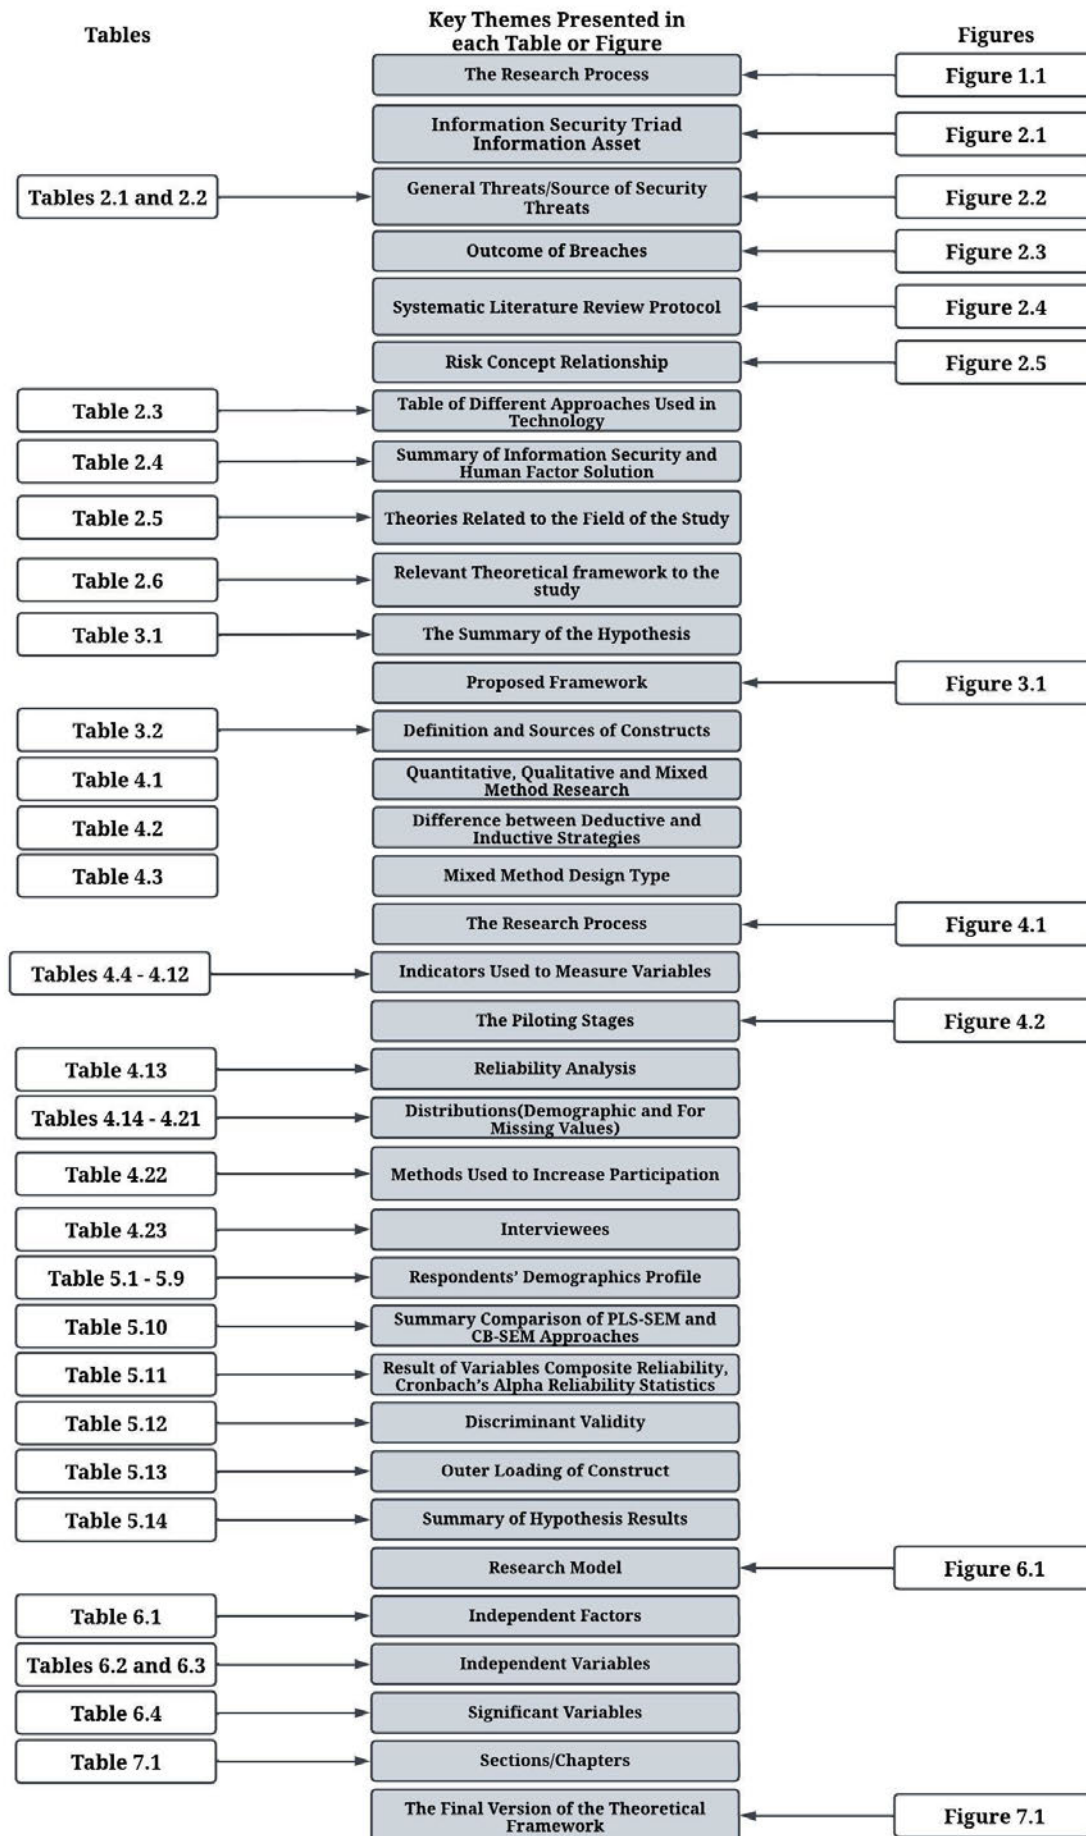 Tables
Key Themes Presented in
each Table or Figure
Figures
The Research Process
Figure 1.1
Information Security Triad
Information Asset
Figure 2.1
Tables 2.1 and 2.2
General Threats/Source of Security
Threats
Figure 2.2
Outcome of Breaches
Figure 2.3
Systematic Literature Review Protocol
Figure 2.4
Risk Concept Relationship
Figure 2.5
Table 2.3
Table of Different Approaches Used in
Technology
Table 2.4
Summary of Information Security and
Human Factor Solution
Table 2.5
Theories Related to the Field of the Study
Table 2.6
Relevant Theoretical framework to the
study
Table 3.1
The Summary of the Hypothesis
Proposed Framework
Figure 3.1
Table 3.2
Definition and Sources of Constructs
Table 4.1
Quantitative, Qualitative and Mixed
Method Research
Table 4.2
Difference between Deductive and
Inductive Strategies
Table 4.3
Mixed Method Design Type
The Research Process
Figure 4.1
Tables 4.4 - 4.12
Indicators Used to Measure Variables
The Piloting Stages
Figure 4.2
Table 4.13
Reliability Analysis
Tables 4.14 - 4.21
Distributions(Demographic and For
Missing Values)
Table 4.22
Methods Used to Increase Participation
Table 4.23
Interviewees
Table 5.1 - 5.9
Respondents' Demographics Profile
Table 5.10
Summary Comparison of PLS-SEM and
CB-SEM Approaches
Table 5.11
Result of Variables Composite Reliability,
Cronbach's Alpha Reliability Statistics
Table 5.12
Discriminant Validity
Table 5.13
Outer Loading of Construct
Table 5.14
Summary of Hypothesis Results
Research Model
Figure 6.1
Table 6.1
Independent Factors
Tables 6.2 and 6.3
Independent Variables
Table 6.4
Significant Variables
Table 7.1
Sections/Chapters
The Final Version of the Theoretical
Framework
Figure 7.1